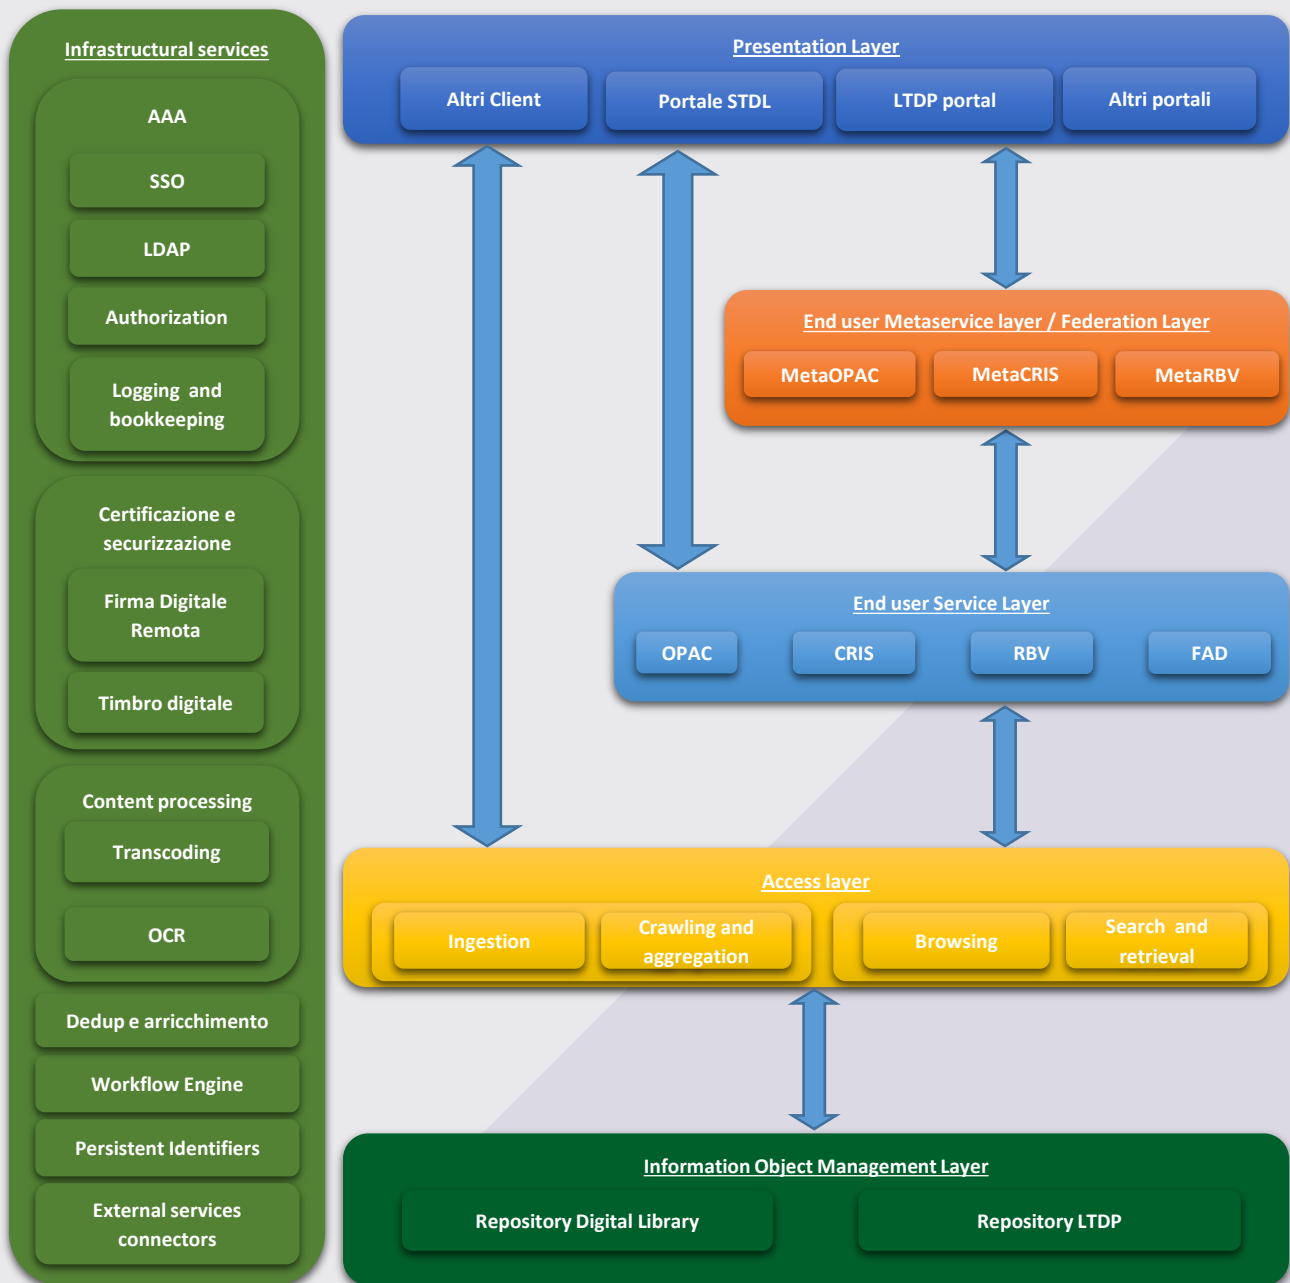 Infrastructural services
AAA
SSO
LDAP
Authorization
Logging and
bookkeeping
Certificazione e
securizzazione
Firma Digitale
Remota
Timbro digitale
Content processing
Transcoding
OCR
Dedup e arricchimento
Workflow Engine
Persistent Identifiers
External services
connectors
Presentation Layer
Altri Client
Portale STDL
LTDP portal
Altri portali
End user Metaservice layer / Federation Layer
MetaOPAC
MetaCRIS
MetaRBV
End user Service Layer
OPAC
CRIS
RBV
FAD
Access layer
Ingestion
Crawling and
aggregation
Browsing
Search and
retrieval
Information Object Management Layer
Repository Digital Library
Repository LTDP